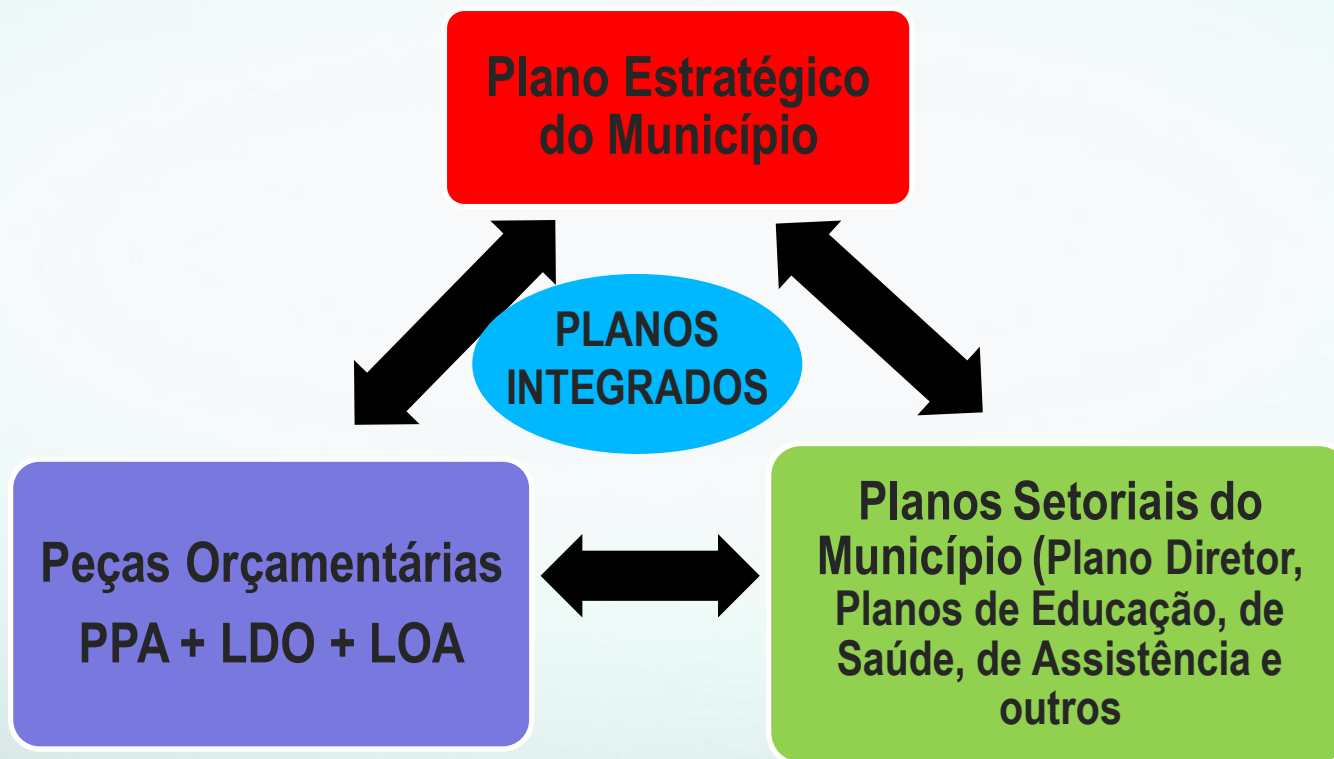 Plano Estratégico
do Município
PLANOS
INTEGRADOS
Peças Orçamentárias
PPA + LDO + LOA
Planos Setoriais do
Município (Plano Diretor,
Planos de Educação, de
Saúde, de Assistência e
outros